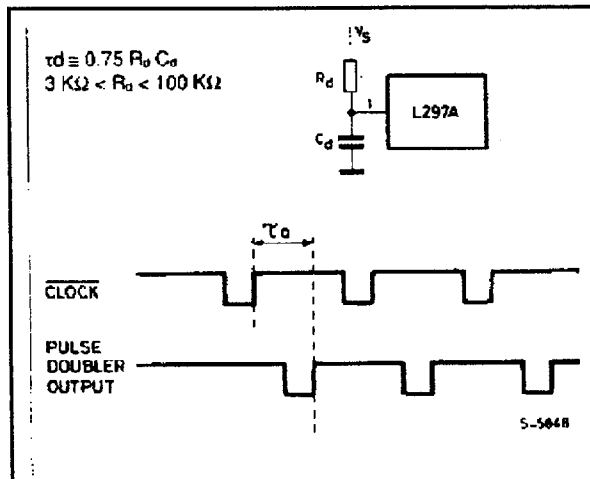 τd ≅ 0.75 Rd Cd
3 KΩ < Rd < 100 KΩ
Vs
Rd
1
L297A
Cd
τa
CLOCK
PULSE
DOUBLER
OUTPUT
S-5848